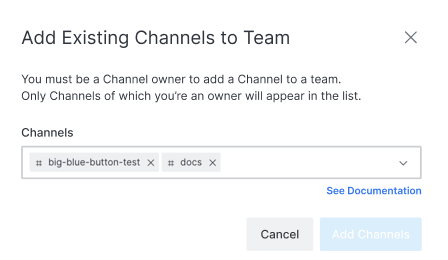 Add Existing Channels to Team
You must be a Channel owner to add a Channel to a team.
Only Channels of which you're an owner will appear in the list.
Channels
# big-blue-button-test × # docs ×
See Documentation
Cancel Add Channels